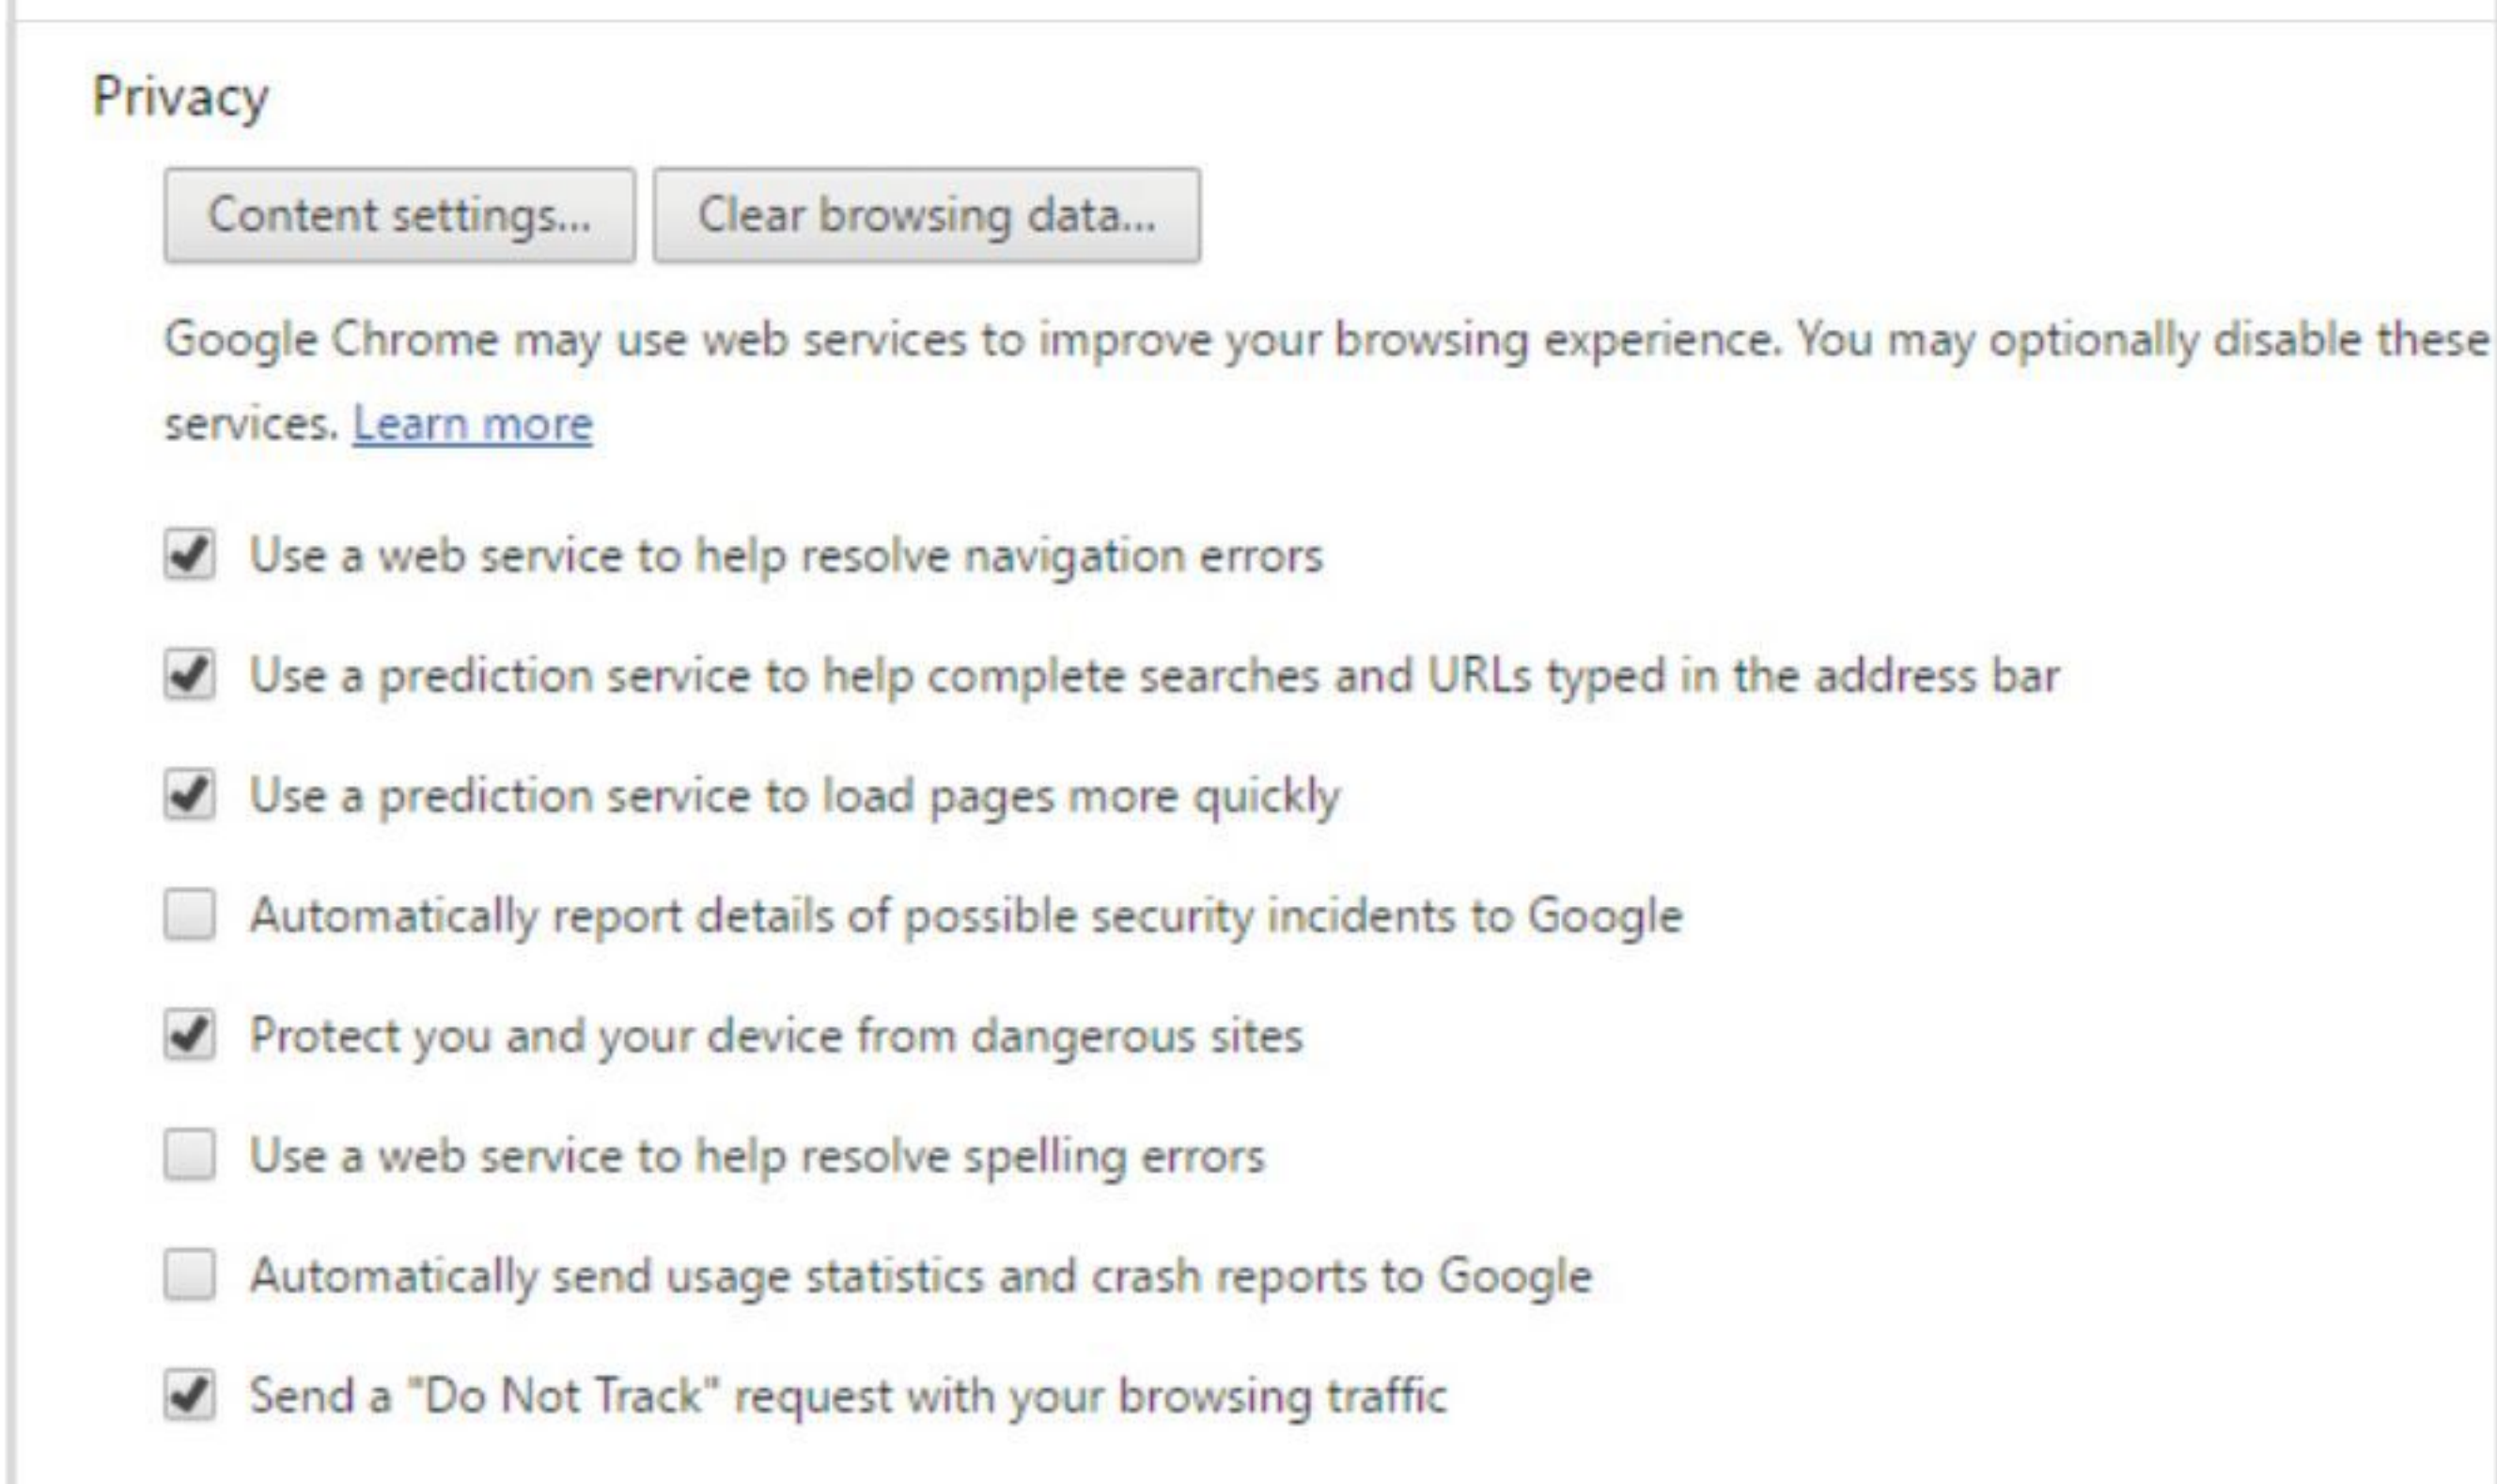 Privacy
Content settings... Clear browsing data...
Google Chrome may use web services to improve your browsing experience. You may optionally disable these
services. Learn more
Use a web service to help resolve navigation errors
Use a prediction service to help complete searches and URLs typed in the address bar
Use a prediction service to load pages more quickly
Automatically report details of possible security incidents to Google
Protect you and your device from dangerous sites
Use a web service to help resolve spelling errors
Automatically send usage statistics and crash reports to Google
Send a "Do Not Track" request with your browsing traffic